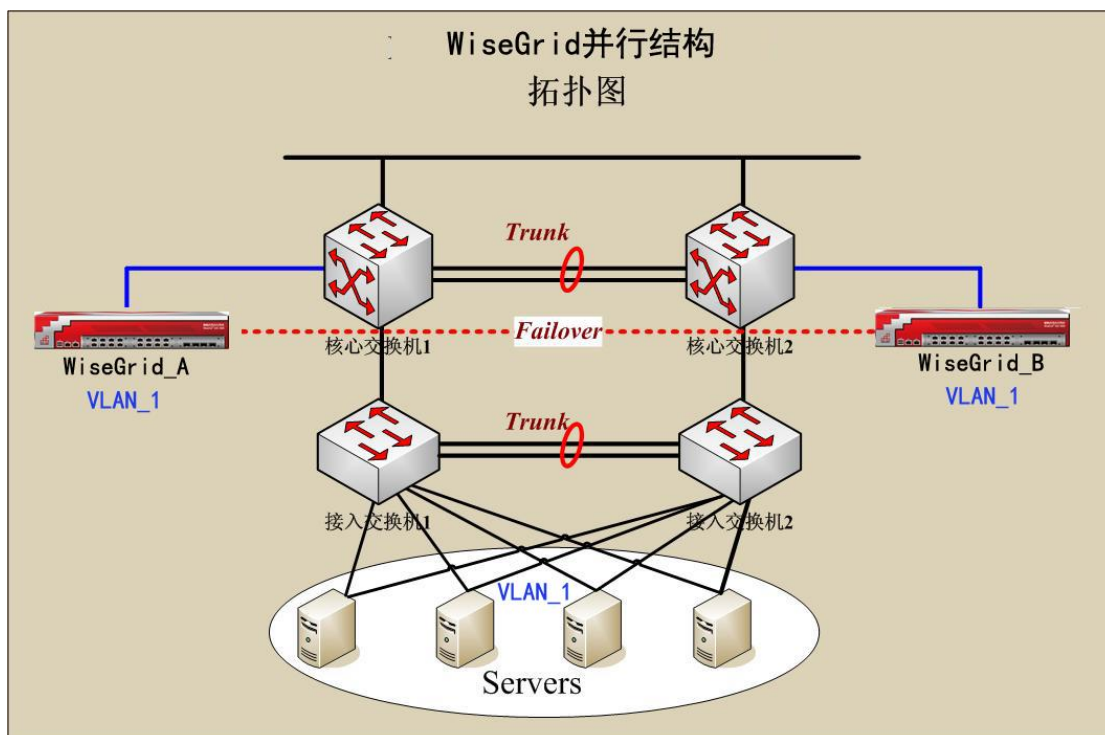 WiseGrid并行结构
拓扑图
Trunk
Failover
核心交换机1
核心交换机2
WiseGrid_A
WiseGrid_B
VLAN_1
VLAN_1
Trunk
接入交换机1
接入交换机2
VLAN_1
Servers